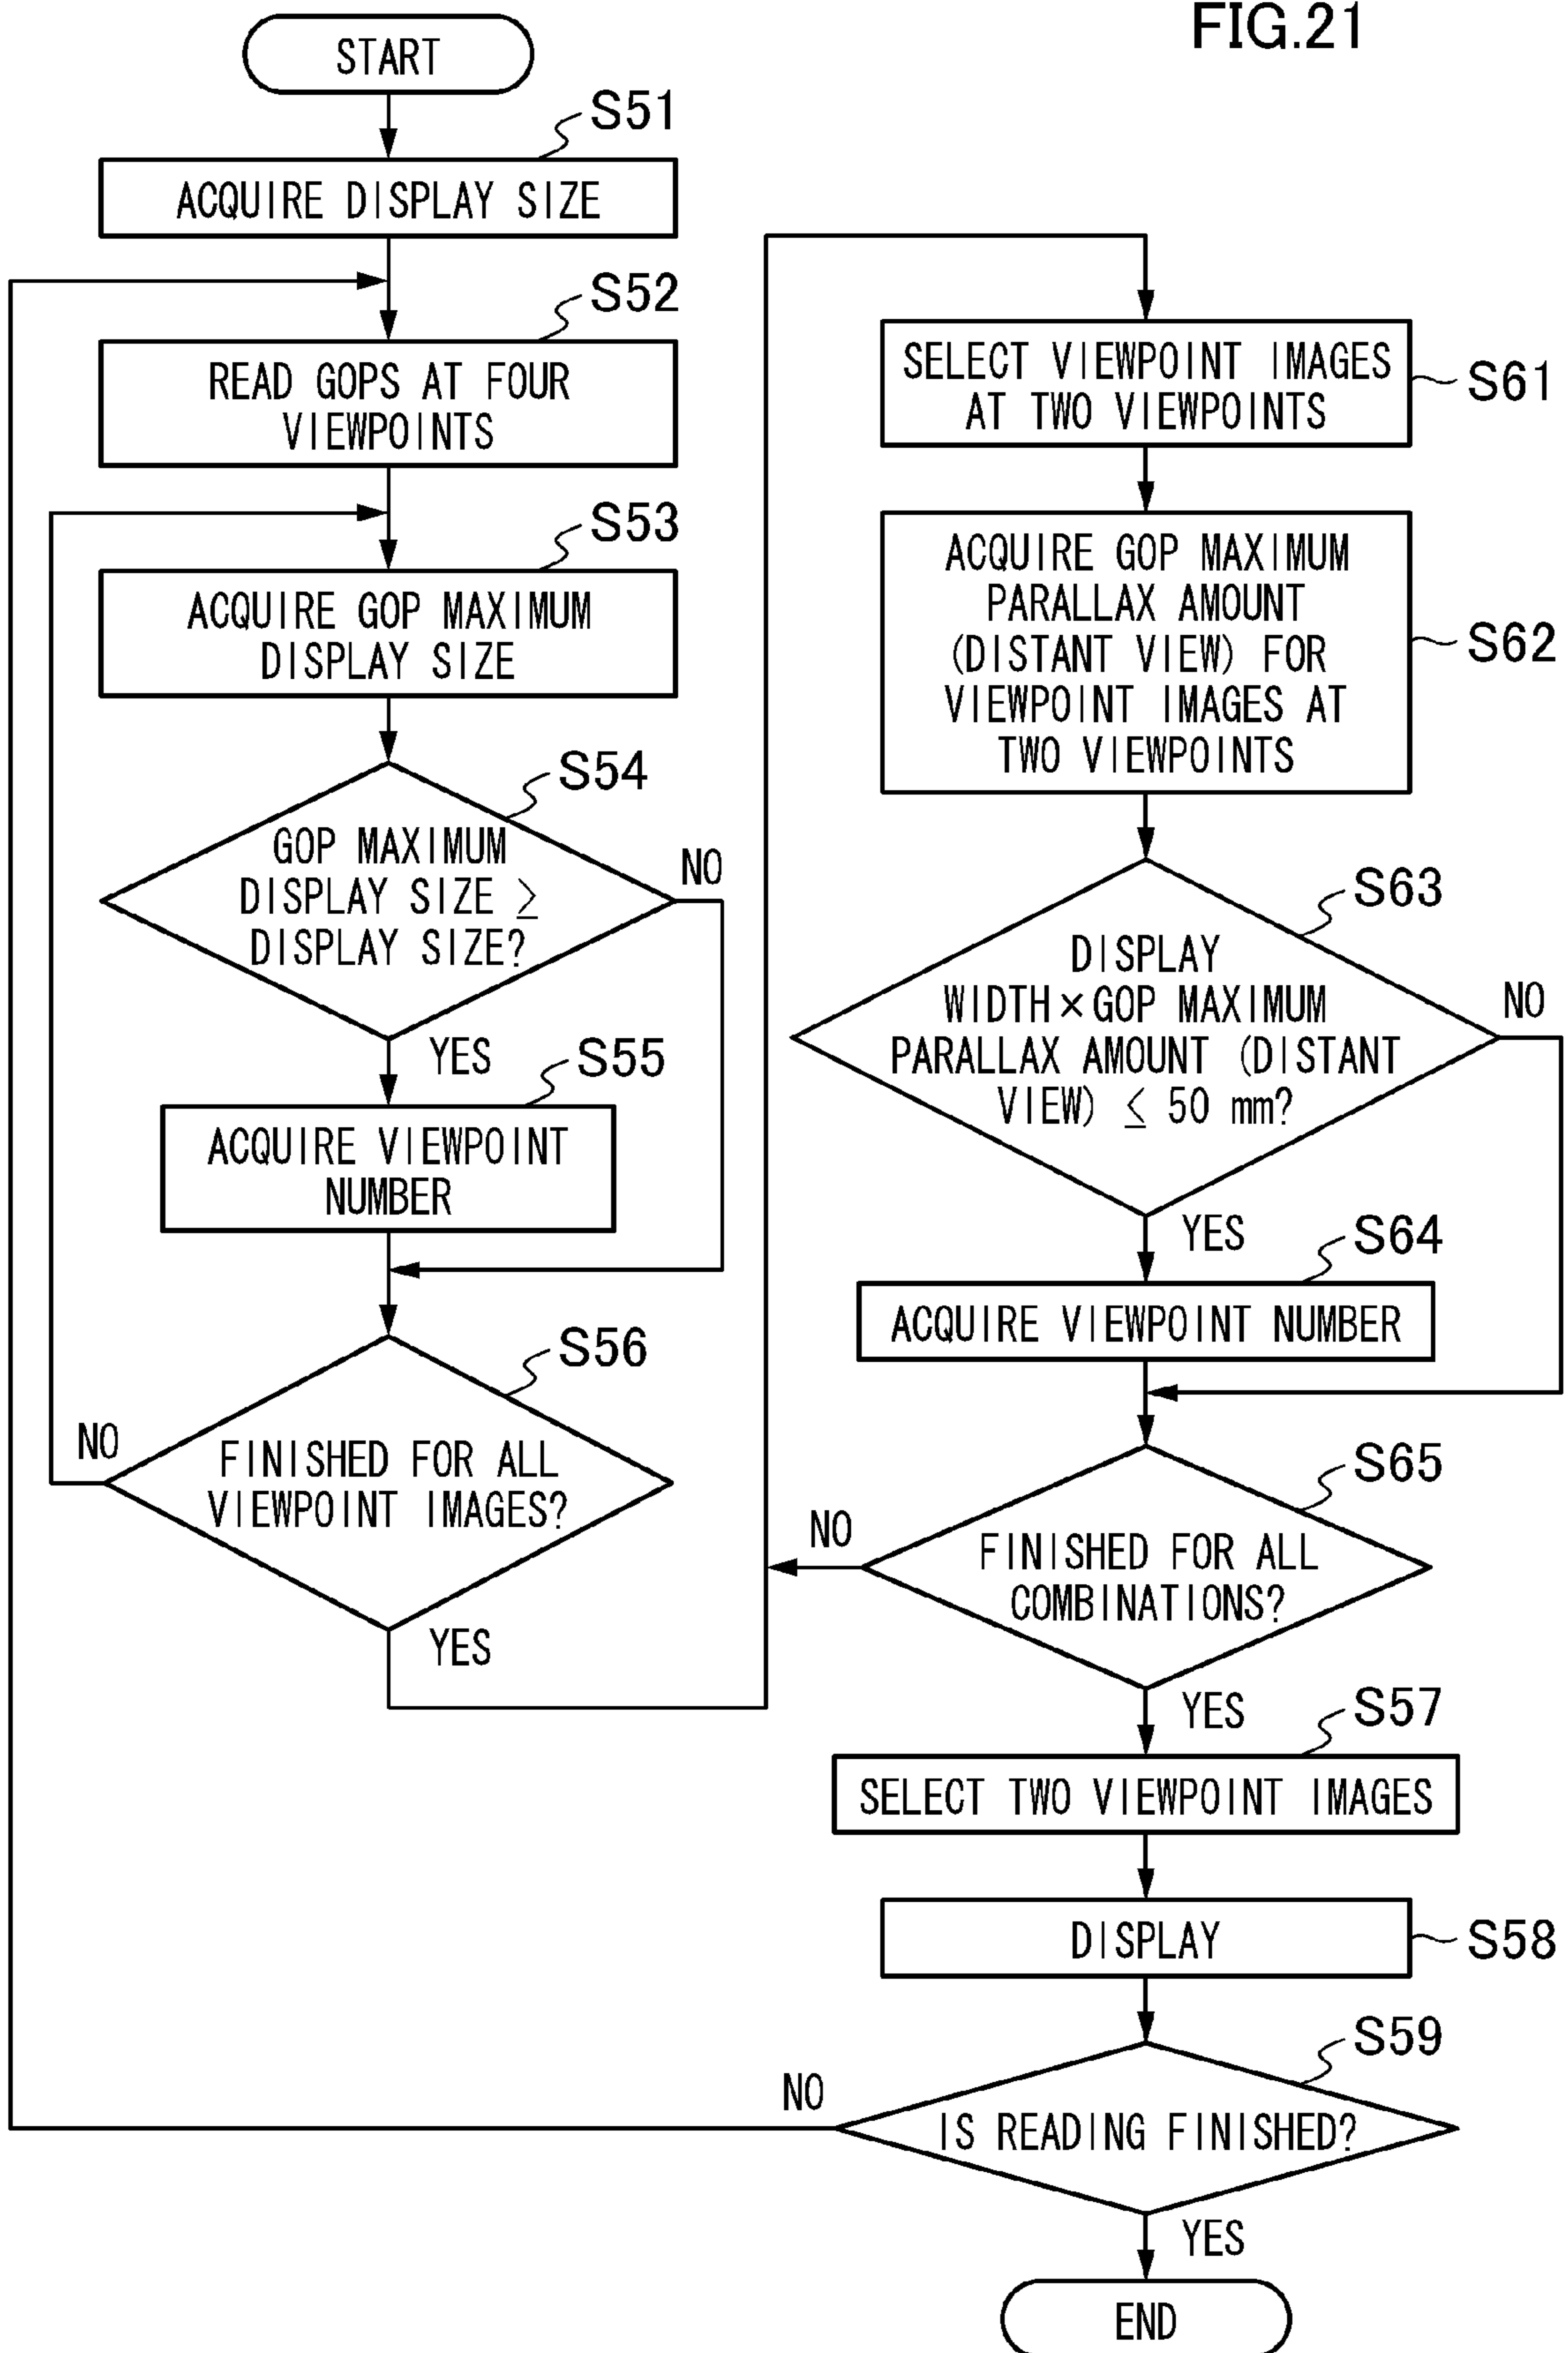 FIG.21
START
S51
ACQUIRE DISPLAY SIZE
S52
READ GOPS AT FOUR
VIEWPOINTS
S53
ACQUIRE GOP MAXIMUM
DISPLAY SIZE
S54
GOP MAXIMUM
DISPLAY SIZE ≥
DISPLAY SIZE?
NO
YES
S55
ACQUIRE VIEWPOINT
NUMBER
S56
FINISHED FOR ALL
VIEWPOINT IMAGES?
NO
YES
SELECT VIEWPOINT IMAGES
AT TWO VIEWPOINTS
S61
ACQUIRE GOP MAXIMUM
PARALLAX AMOUNT
(DISTANT VIEW) FOR
VIEWPOINT IMAGES AT
TWO VIEWPOINTS
S62
S63
DISPLAY
WIDTH×GOP MAXIMUM
PARALLAX AMOUNT (DISTANT
VIEW) ≤ 50 mm?
NO
YES
S64
ACQUIRE VIEWPOINT NUMBER
S65
FINISHED FOR ALL
COMBINATIONS?
NO
YES
S57
SELECT TWO VIEWPOINT IMAGES
DISPLAY
S58
S59
IS READING FINISHED?
NO
YES
END